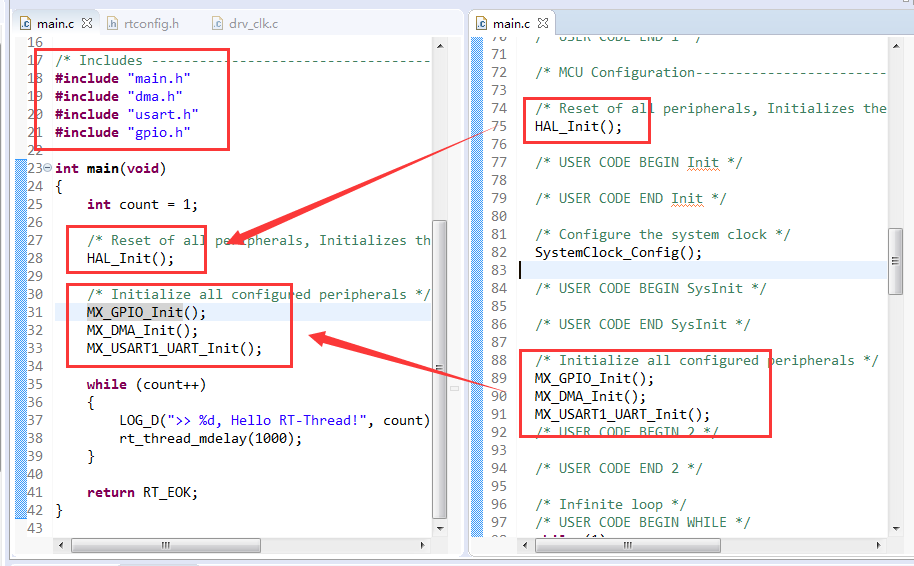 main.c
rtconfig.h
drv_clk.c
16
17 /* Includes ------------------------------------
18 #include "main.h"
19 #include "dma.h"
20 #include "usart.h"
21 #include "gpio.h"
22
23 int main(void)
24 {
25 int count = 1;
26
27 /* Reset of all peripherals, Initializes th
28 HAL_Init();
29
30 /* Initialize all configured peripherals */
31 MX_GPIO_Init();
32 MX_DMA_Init();
33 MX_USART1_UART_Init();
34
35 while (count++)
36 {
37 LOG_D(">> %d, Hello RT-Thread!", count)
38 rt_thread_mdelay(1000);
39 }
40
41 return RT_EOK;
42 }
43
main.c
70 /* USER CODE END 1 */
71
72 /* MCU Configuration------------------------
73
74 /* Reset of all peripherals, Initializes the
75 HAL_Init();
76
77 /* USER CODE BEGIN Init */
78
79 /* USER CODE END Init */
80
81 /* Configure the system clock */
82 SystemClock_Config();
83
84 /* USER CODE BEGIN SysInit */
85
86 /* USER CODE END SysInit */
87
88 /* Initialize all configured peripherals */
89 MX_GPIO_Init();
90 MX_DMA_Init();
91 MX_USART1_UART_Init();
92 /* USER CODE BEGIN 2 */
93
94 /* USER CODE END 2 */
95
96 /* Infinite loop */
97 /* USER CODE BEGIN WHILE */